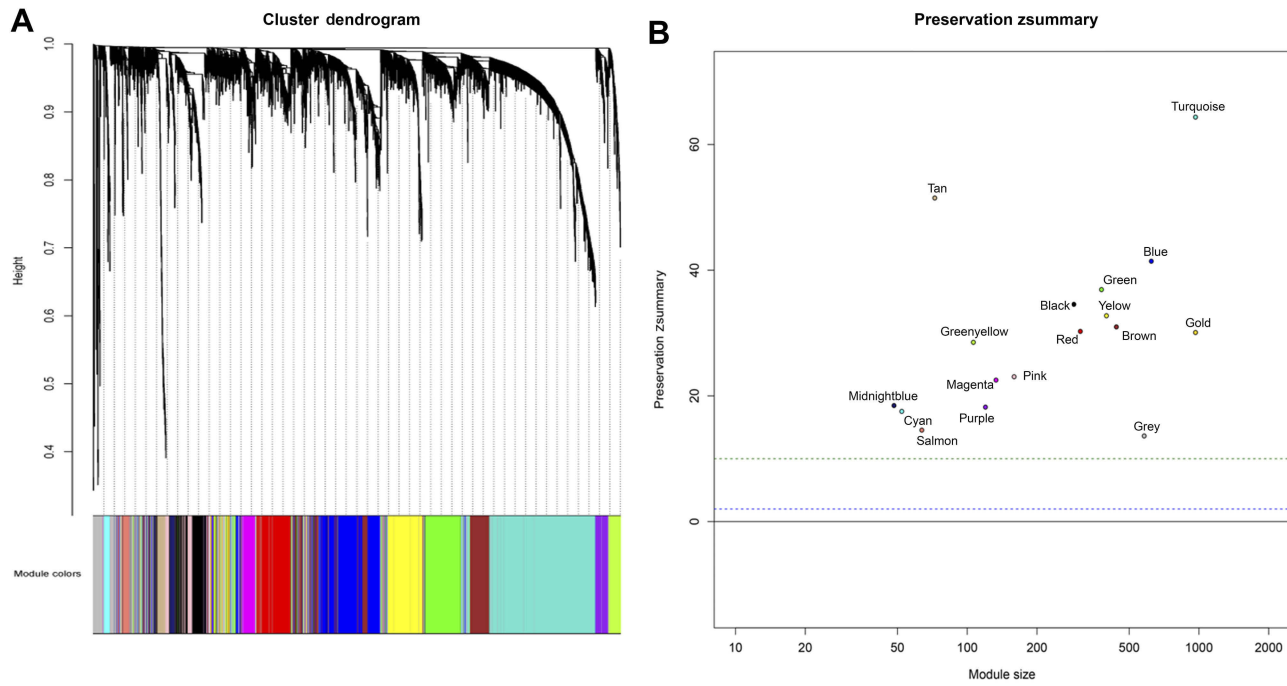 A
Cluster dendrogram
1.0
0.9
0.8
0.7
0.6
0.5
0.4
Height
Module colors
B
Preservation zsummary
Preservation zsummary
60
40
20
0
Turquoise
Tan
Blue
Green
Black
Yelow
Gold
Red
Brown
Greenyellow
Pink
Magenta
Midnightblue
Cyan
Purple
Salmon
Grey
10 20 50 100 200 500 1000 2000
Module size